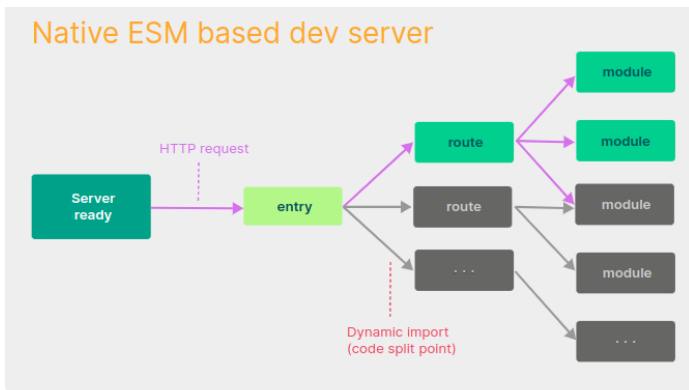 Native ESM based dev server
HTTP request
Server
ready
entry
route
route
...
module
module
module
module
...
Dynamic import
(code split point)